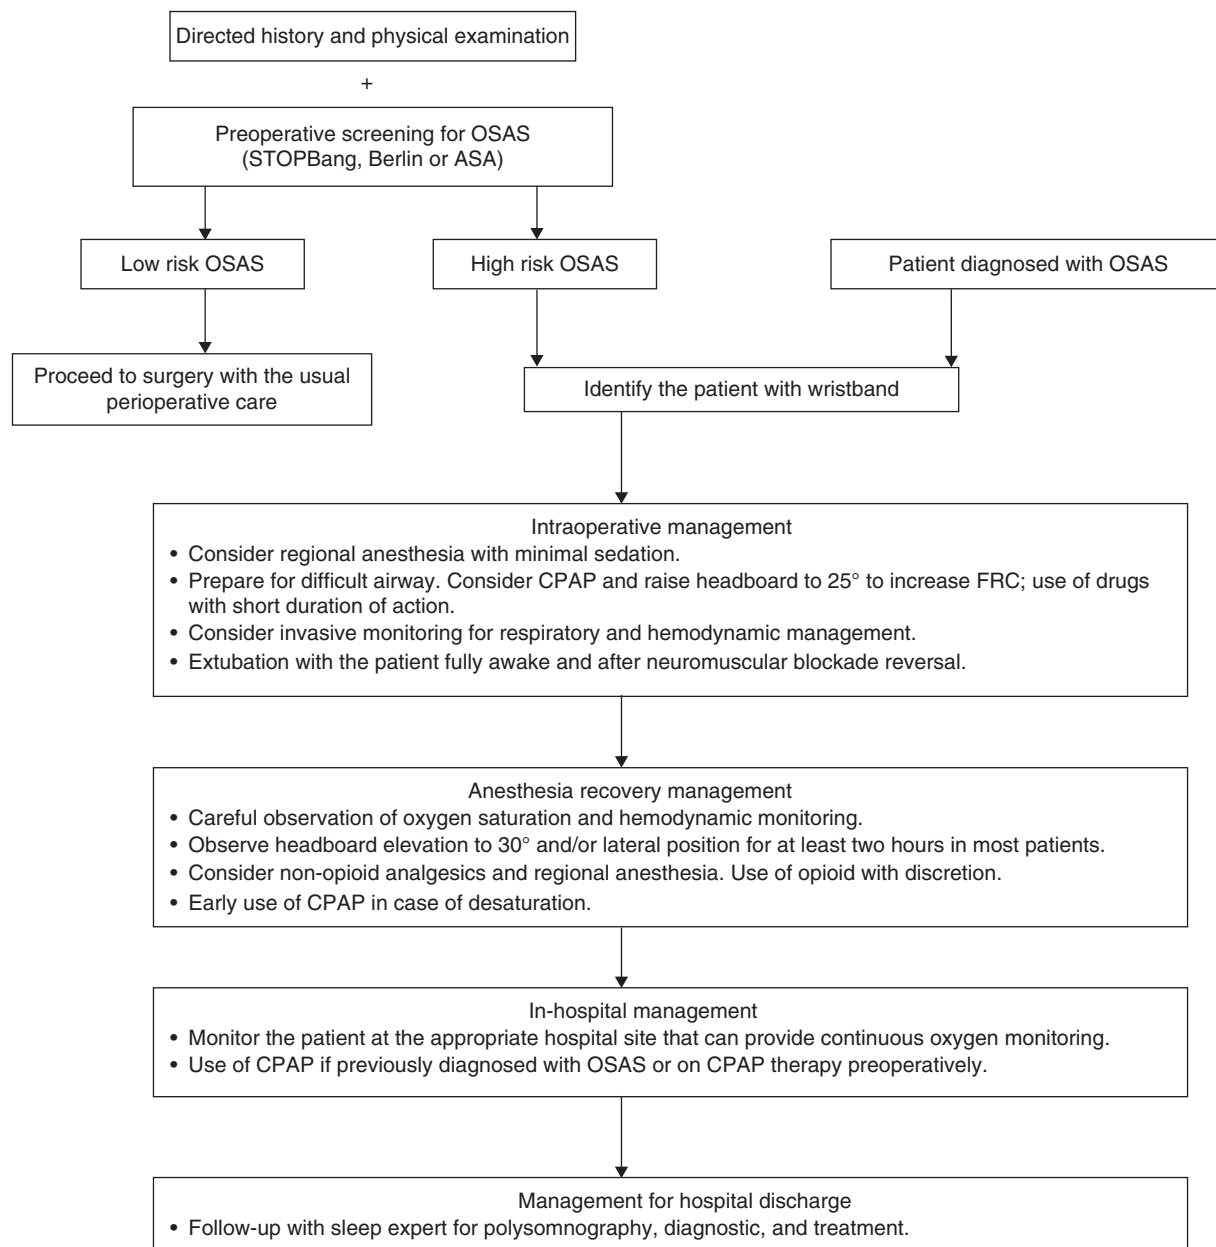 Directed history and physical examination
+
Preoperative screening for OSAS
(STOPBang, Berlin or ASA)
Low risk OSAS
High risk OSAS
Patient diagnosed with OSAS
Proceed to surgery with the usual
perioperative care
Identify the patient with wristband
Intraoperative management
• Consider regional anesthesia with minimal sedation.
• Prepare for difficult airway. Consider CPAP and raise headboard to 25° to increase FRC; use of drugs
with short duration of action.
• Consider invasive monitoring for respiratory and hemodynamic management.
• Extubation with the patient fully awake and after neuromuscular blockade reversal.
Anesthesia recovery management
• Careful observation of oxygen saturation and hemodynamic monitoring.
• Observe headboard elevation to 30° and/or lateral position for at least two hours in most patients.
• Consider non-opioid analgesics and regional anesthesia. Use of opioid with discretion.
• Early use of CPAP in case of desaturation.
In-hospital management
• Monitor the patient at the appropriate hospital site that can provide continuous oxygen monitoring.
• Use of CPAP if previously diagnosed with OSAS or on CPAP therapy preoperatively.
Management for hospital discharge
• Follow-up with sleep expert for polysomnography, diagnostic, and treatment.